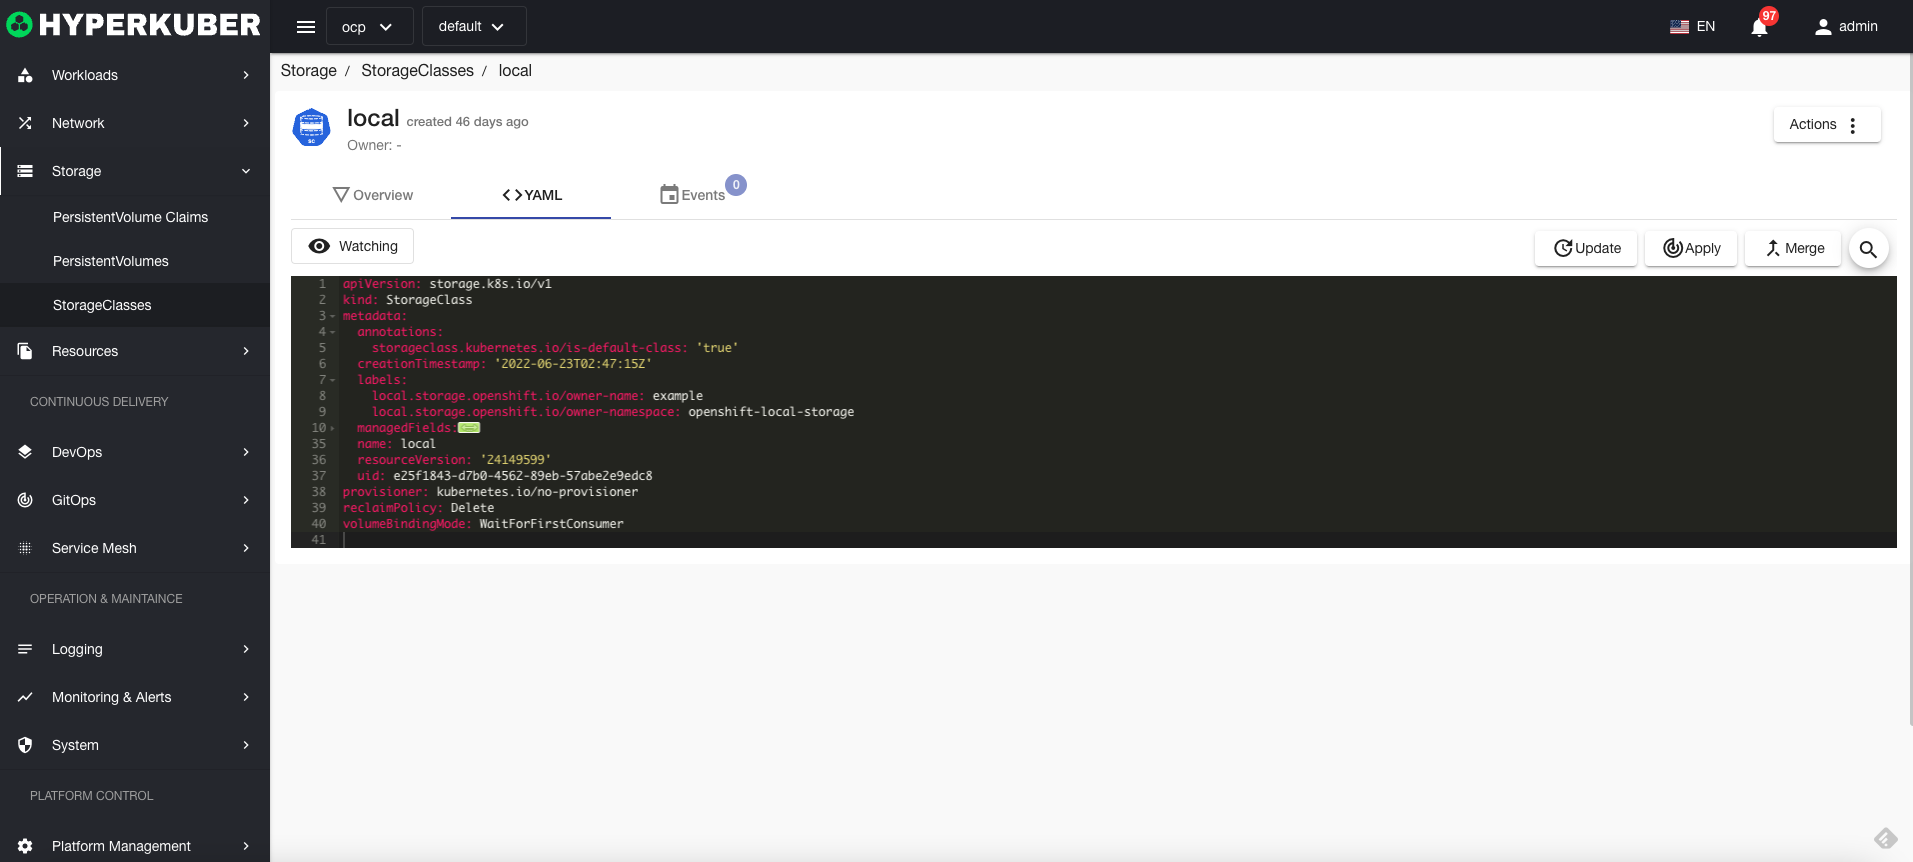 HYPERKUBER
ocp
default
EN
97
admin
Workloads
Network
Storage
PersistentVolume Claims
PersistentVolumes
StorageClasses
Resources
CONTINUOUS DELIVERY
DevOps
GitOps
Service Mesh
OPERATION & MAINTAINCE
Logging
Monitoring & Alerts
System
PLATFORM CONTROL
Platform Management
Storage / StorageClasses / local
sc
local created 46 days ago
Owner: -
Actions
Overview
YAML
Events 0
Watching
Update
Apply
Merge
1 apiVersion: storage.k8s.io/v1
2 kind: StorageClass
3 metadata:
4 annotations:
5 storageclass.kubernetes.io/is-default-class: 'true'
6 creationTimestamp: '2022-06-23T02:47:15Z'
7 labels:
8 local.storage.openshift.io/owner-name: example
9 local.storage.openshift.io/owner-namespace: openshift-local-storage
10 managedFields:
35 name: local
36 resourceVersion: '24149599'
37 uid: e25f1843-d7b0-4562-89eb-57abe2e9edc8
38 provisioner: kubernetes.io/no-provisioner
39 reclaimPolicy: Delete
40 volumeBindingMode: WaitForFirstConsumer
41